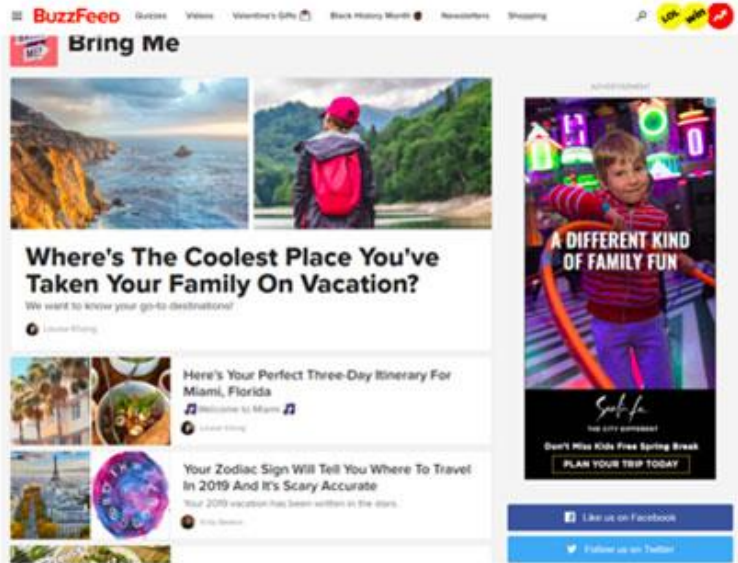 BuzzFeed Quizzes Videos Valentine's Gifts Black History Month Newsletters Shopping LOL win
Bring Me
Where's The Coolest Place You've
Taken Your Family On Vacation?
We want to know your go-to destinations!
Here's Your Perfect Three-Day Itinerary For
Miami, Florida
Welcome to Miami
Your Zodiac Sign Will Tell You Where To Travel
In 2019 And It's Scary Accurate
Your 2019 vacation has been written in the stars.
ADVERTISEMENT
A DIFFERENT KIND
OF FAMILY FUN
Santa Fe
THE CITY DIFFERENT
Don't Miss Kids Free Spring Break
PLAN YOUR TRIP TODAY
Like us on Facebook
Follow us on Twitter